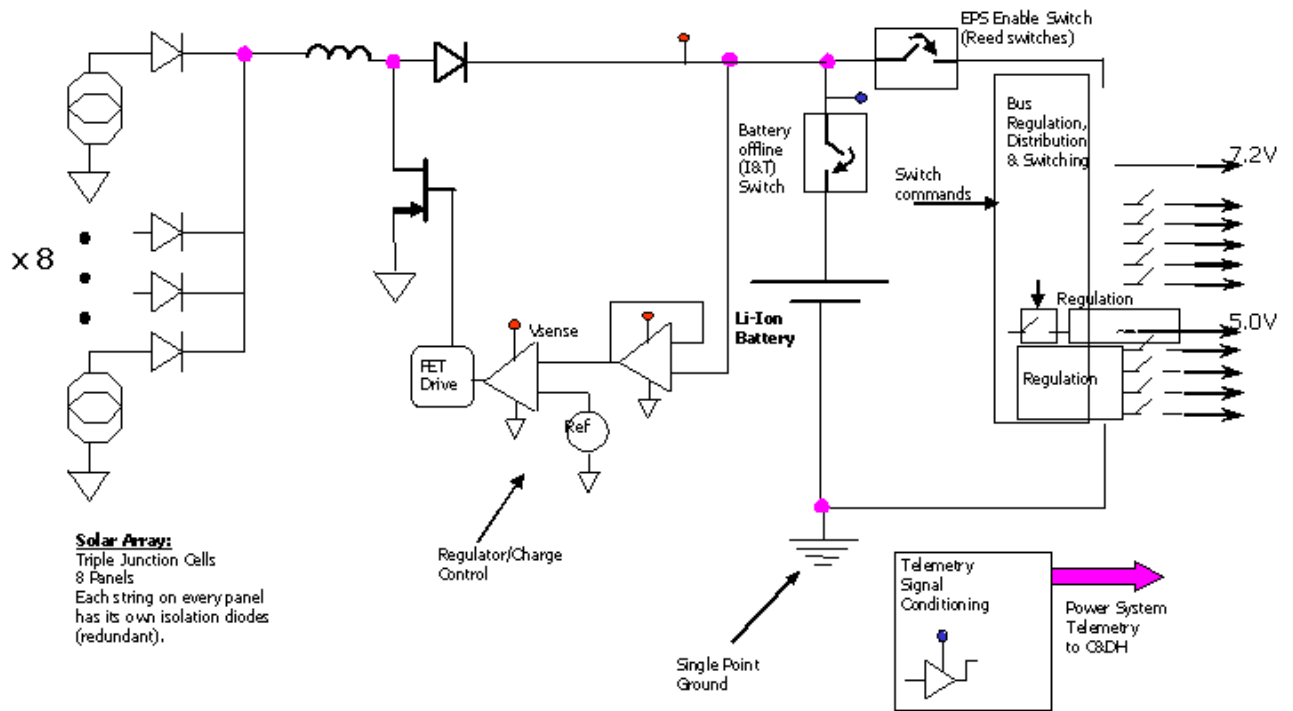 EPS Enable Switch
(Reed switches)
Bus
Regulation,
Distribution
& Switching
7.2V
Battery
offline
(I&T)
Switch
Switch
commands
x 8
Regulation
5.0V
Li-Ion
Battery
Vsense
FET
Drive
Regulation
Ref
Solar Array:
Triple Junction Cells
8 Panels
Each string on every panel
has its own isolation diodes
(redundant).
Regulator/Charge
Control
Telemetry
Signal
Conditioning
Power System
Telemetry
to C&DH
Single Point
Ground